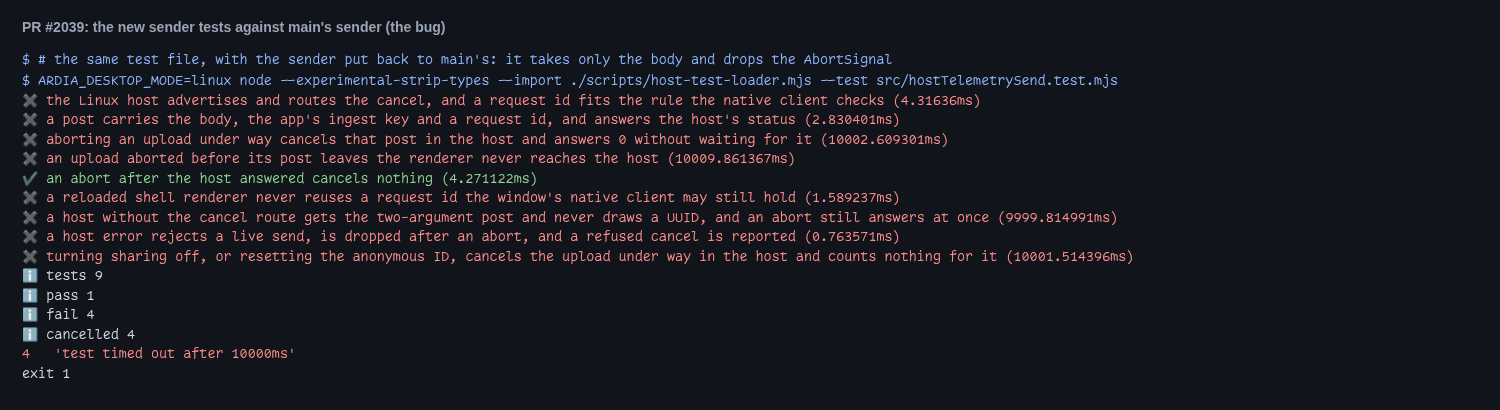 PR #2039: the new sender tests against main's sender (the bug)
$ # the same test file, with the sender put back to main's: it takes only the body and drops the AbortSignal
$ ARDIA_DESKTOP_MODE=linux node --experimental-strip-types --import ./scripts/host-test-loader.mjs --test src/hostTelemetrySend.test.mjs
✖ the Linux host advertises and routes the cancel, and a request id fits the rule the native client checks (4.31636ms)
✖ a post carries the body, the app's ingest key and a request id, and answers the host's status (2.830401ms)
✖ aborting an upload under way cancels that post in the host and answers 0 without waiting for it (10002.609301ms)
✖ an upload aborted before its post leaves the renderer never reaches the host (10009.861367ms)
✔ an abort after the host answered cancels nothing (4.271122ms)
✖ a reloaded shell renderer never reuses a request id the window's native client may still hold (1.589237ms)
✖ a host without the cancel route gets the two-argument post and never draws a UUID, and an abort still answers at once (9999.814991ms)
✖ a host error rejects a live send, is dropped after an abort, and a refused cancel is reported (0.763571ms)
✖ turning sharing off, or resetting the anonymous ID, cancels the upload under way in the host and counts nothing for it (10001.514396ms)
ℹ tests 9
ℹ pass 1
ℹ fail 4
ℹ cancelled 4
4 'test timed out after 10000ms'
exit 1